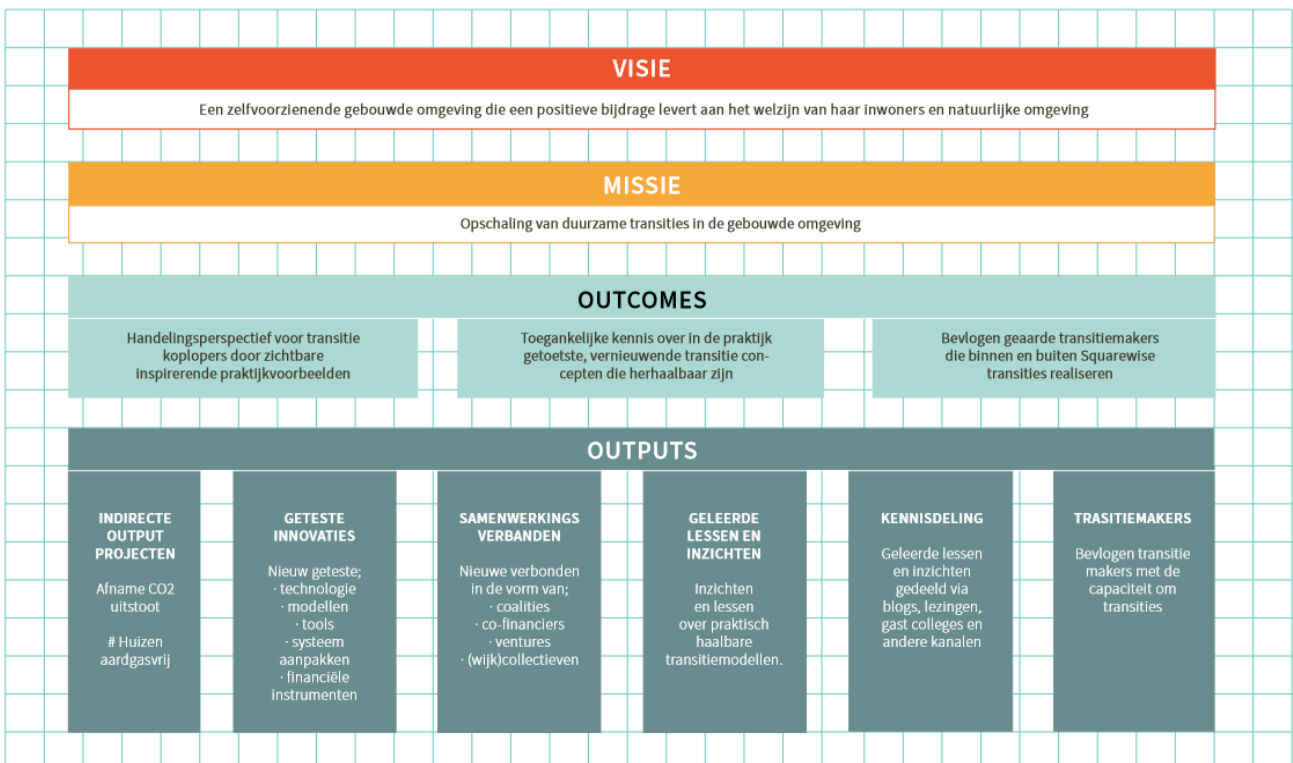 VISIE
Een zelfvoorzienende gebouwde omgeving die een positieve bijdrage levert aan het welzijn van haar inwoners en natuurlijke omgeving
MISSIE
Opschaling van duurzame transities in de gebouwde omgeving
OUTCOMES
Handelingsperspectief voor transitie
koplopers door zichtbare
inspirerende praktijkvoorbeelden
Toegankelijke kennis over in de praktijk
getoetste, vernieuwende transitie con-
cepten die herhaalbaar zijn
Bevlogen geaarde transitiemakers
die binnen en buiten Squarewise
transities realiseren
OUTPUTS
INDIRECTE
OUTPUT
PROJECTEN
Afname CO2
uitstoot
# Huizen
aardgasvrij
GETESTE
INNOVATIES
Nieuw geteste;
· technologie
· modellen
· tools
· systeem
aanpakken
· financiële
instrumenten
SAMENWERKINGS
VERBANDEN
Nieuwe verbonden
in de vorm van;
· coalities
· co-financiers
· ventures
· (wijk)collectieven
GELEERDE
LESSEN EN
INZICHTEN
Inzichten
en lessen
over praktisch
haalbare
transitiemodellen.
KENNISDELING
Geleerde lessen
en inzichten
gedeeld via
blogs, lezingen,
gast colleges en
andere kanalen
TRASITIEMAKERS
Bevlogen transitie
makers met de
capaciteit om
transities